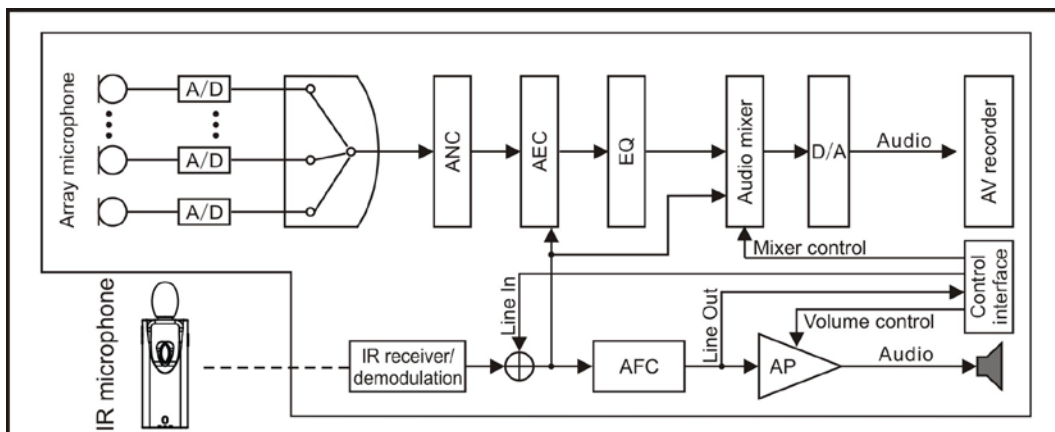 Array microphone
A/D
A/D
A/D
ANC
AEC
EQ
Audio mixer
D/A
Audio
AV recorder
Mixer control
Control
interface
Line In
Line Out
Volume control
IR microphone
IR receiver/
demodulation
AFC
AP
Audio